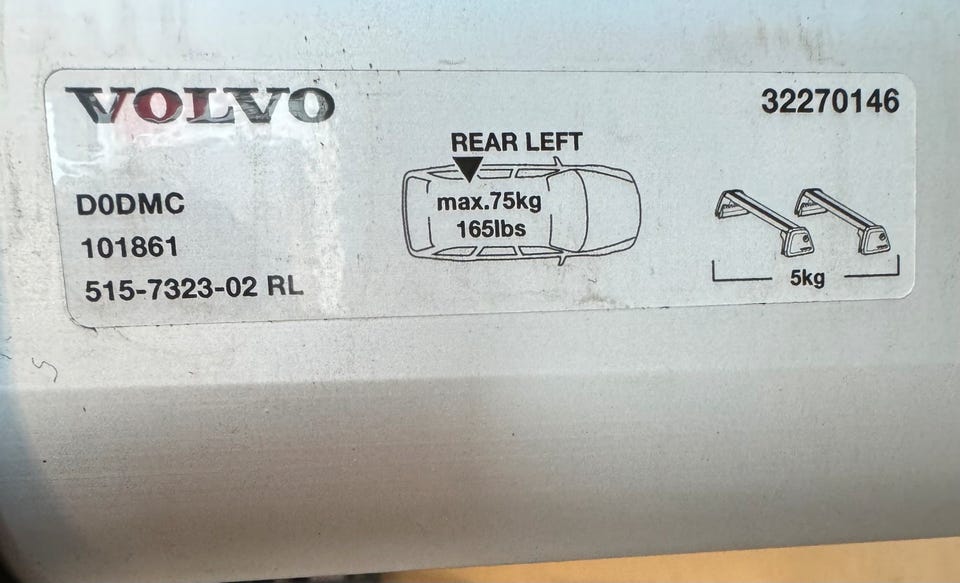 VOLVO
32270146
REAR LEFT
D0DMC
max.75kg
165lbs
101861
515-7323-02 RL
5kg